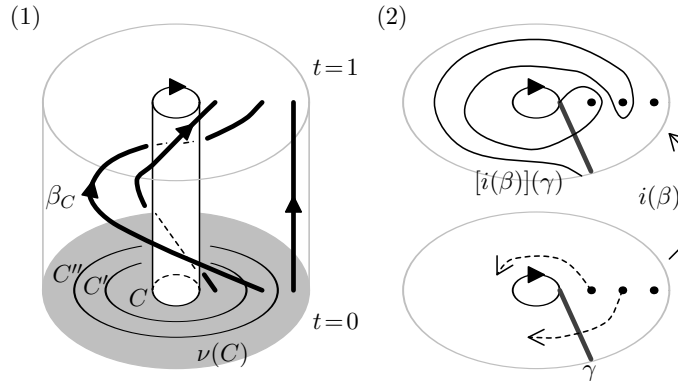 (1)
t=1
β_C
C''
C'
C
ν(C)
t=0
(2)
[i(β)](γ)
i(β)
γ